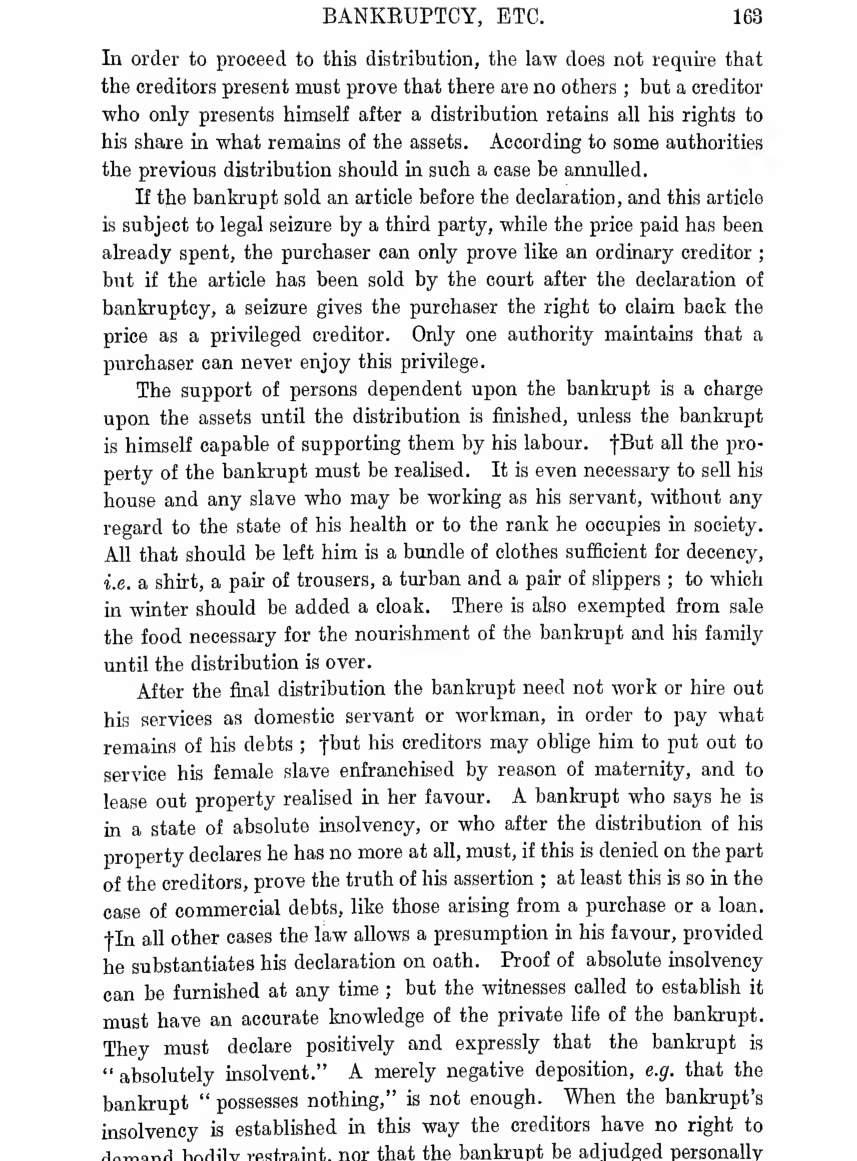 BANKRUPTCY, ETC. 163
In order to proceed to this distribution, the law does not require that
the creditors present must prove that there are no others ; but a creditor
who only presents himself after a distribution retains all his rights to
his share in what remains of the assets. According to some authorities
the previous distribution should in such a case be annulled.
If the bankrupt sold an article before the declaration, and this article
is subject to legal seizure by a third party, while the price paid has been
already spent, the purchaser can only prove like an ordinary creditor ;
but if the article has been sold by the court after the declaration of
bankruptcy, a seizure gives the purchaser the right to claim back the
price as a privileged creditor. Only one authority maintains that a
purchaser can never enjoy this privilege.
The support of persons dependent upon the bankrupt is a charge
upon the assets until the distribution is finished, unless the bankrupt
is himself capable of supporting them by his labour. †But all the pro-
perty of the bankrupt must be realised. It is even necessary to sell his
house and any slave who may be working as his servant, without any
regard to the state of his health or to the rank he occupies in society.
All that should be left him is a bundle of clothes sufficient for decency,
i.e. a shirt, a pair of trousers, a turban and a pair of slippers ; to which
in winter should be added a cloak. There is also exempted from sale
the food necessary for the nourishment of the bankrupt and his family
until the distribution is over.
After the final distribution the bankrupt need not work or hire out
his services as domestic servant or workman, in order to pay what
remains of his debts ; †but his creditors may oblige him to put out to
service his female slave enfranchised by reason of maternity, and to
lease out property realised in her favour. A bankrupt who says he is
in a state of absolute insolvency, or who after the distribution of his
property declares he has no more at all, must, if this is denied on the part
of the creditors, prove the truth of his assertion ; at least this is so in the
case of commercial debts, like those arising from a purchase or a loan.
†In all other cases the law allows a presumption in his favour, provided
he substantiates his declaration on oath. Proof of absolute insolvency
can be furnished at any time ; but the witnesses called to establish it
must have an accurate knowledge of the private life of the bankrupt.
They must declare positively and expressly that the bankrupt is
“ absolutely insolvent.” A merely negative deposition, e.g. that the
bankrupt “ possesses nothing,” is not enough. When the bankrupt's
insolvency is established in this way the creditors have no right to
demand bodily restraint, nor that the bankrupt be adjudged personally